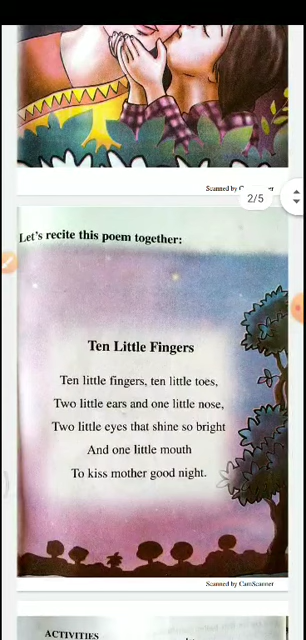 Scanned by C
2/5
Let's recite this poem together:
Ten Little Fingers
Ten little fingers, ten little toes,
Two little ears and one little nose,
Two little eyes that shine so bright
And one little mouth
To kiss mother good night.
Scanned by CamScanner
ACTIVITIES